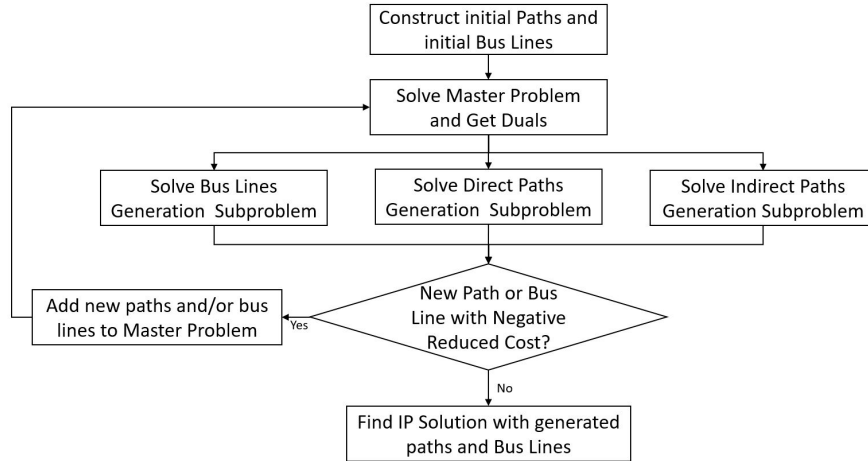 Construct initial Paths and
initial Bus Lines
Solve Master Problem
and Get Duals
Solve Bus Lines
Generation Subproblem
Solve Direct Paths
Generation Subproblem
Solve Indirect Paths
Generation Subproblem
New Path or Bus
Line with Negative
Reduced Cost?
Add new paths and/or bus
lines to Master Problem
Yes
No
Find IP Solution with generated
paths and Bus Lines